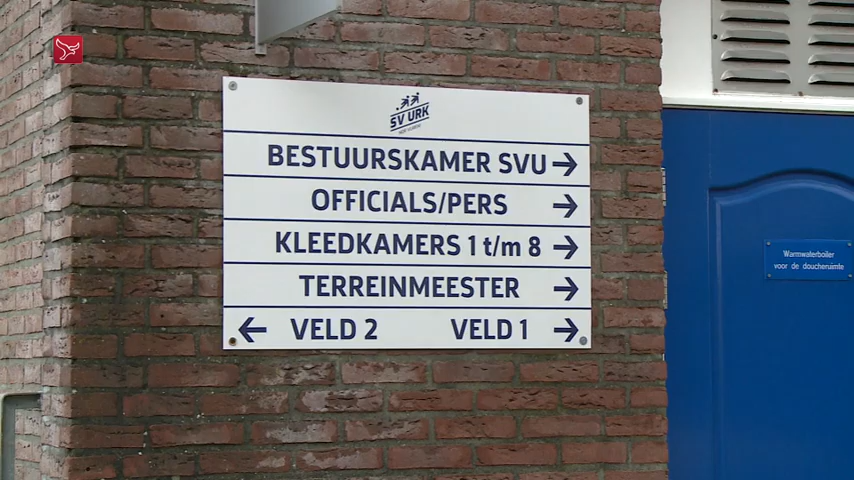 SV URK
BESTUURSKAMER SVU →
OFFICIALS/PERS →
KLEEDKAMERS 1 t/m 8 →
TERREINMEESTER →
← VELD 2 VELD 1 →
Warmwaterboiler
voor de doucheruimte